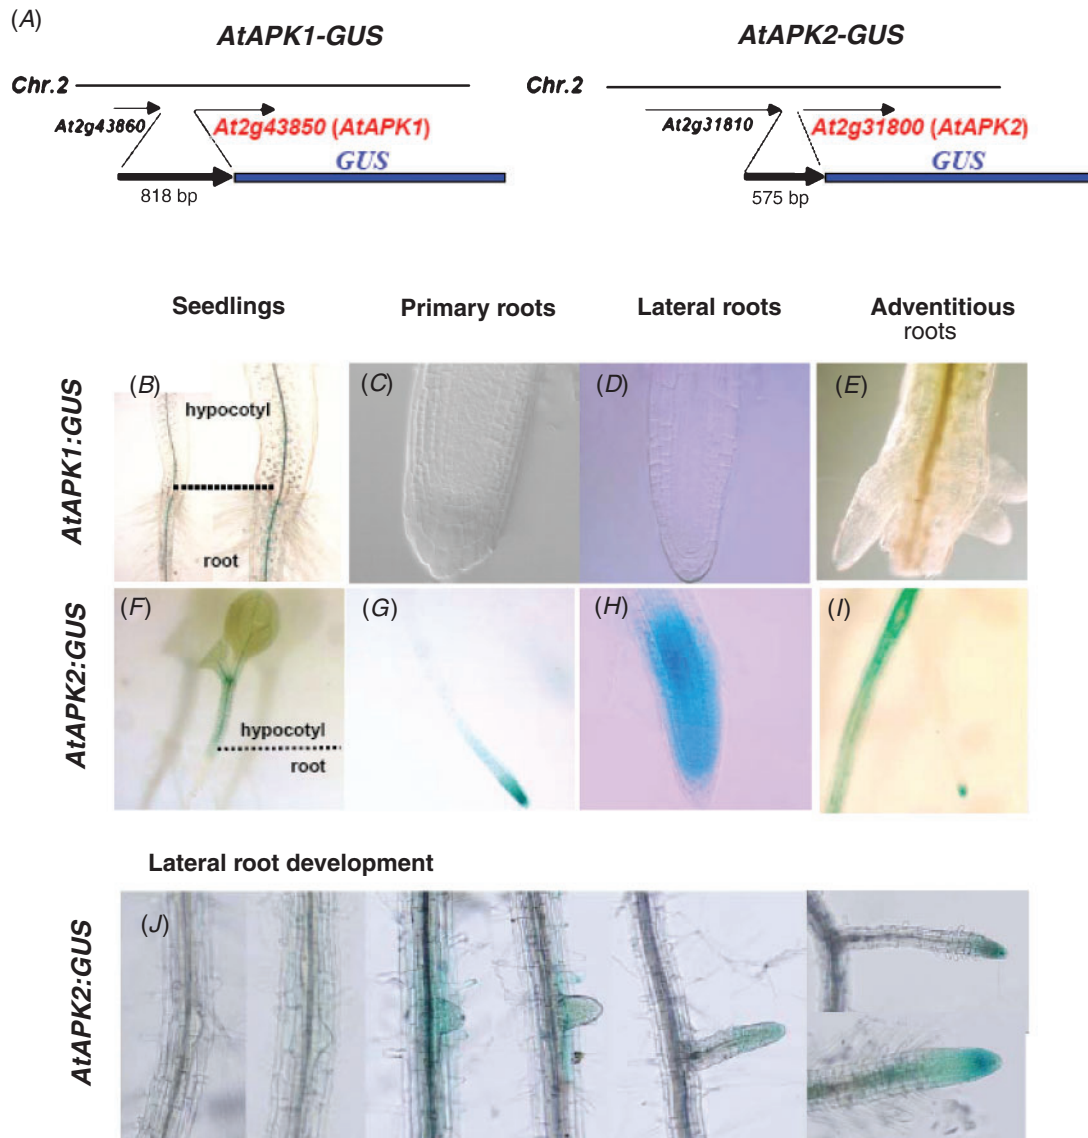 (A)
AtAPK1-GUS
AtAPK2-GUS
Chr.2
Chr.2
At2g43860
At2g43850 (AtAPK1)
At2g31810
At2g31800 (AtAPK2)
GUS
GUS
818 bp
575 bp
Seedlings
Primary roots
Lateral roots
Adventitious
roots
AtAPK1:GUS
(B)
hypocotyl
root
(C)
(D)
(E)
AtAPK2:GUS
(F)
hypocotyl
root
(G)
(H)
(I)
Lateral root development
AtAPK2:GUS
(J)